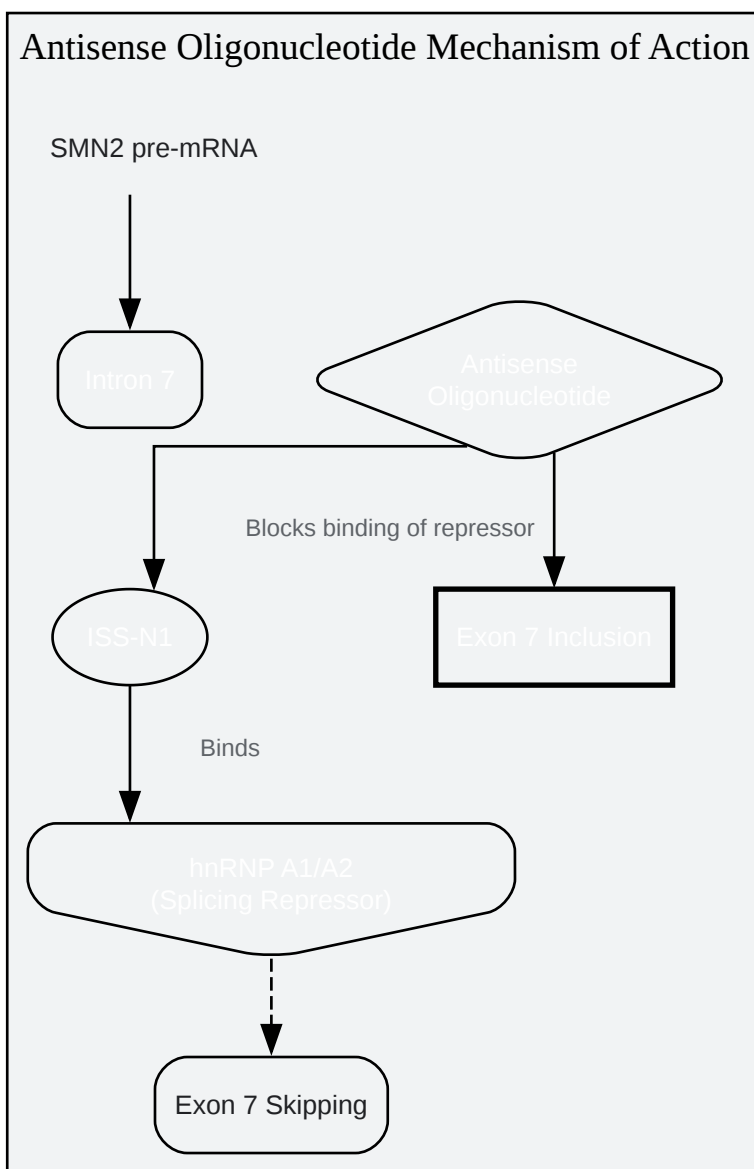 Antisense Oligonucleotide Mechanism of Action
SMN2 pre-mRNA
Intron 7
Antisense
Oligonucleotide
Blocks binding of repressor
ISS-N1
Exon 7 Inclusion
Binds
hnRNP A1/A2
(Splicing Repressor)
Exon 7 Skipping